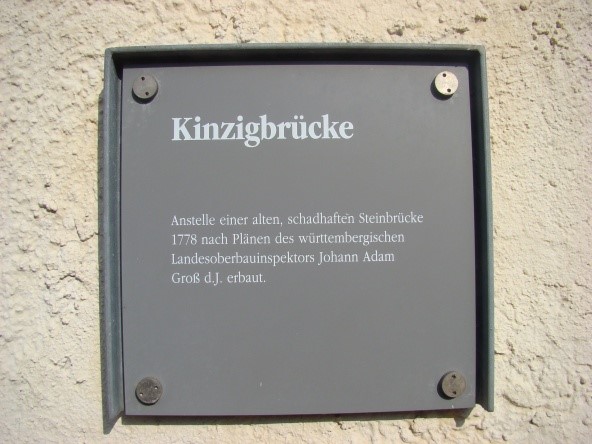 Kinzigbrücke
Anstelle einer alten, schadhaften Steinbrücke
1778 nach Plänen des württembergischen
Landesoberbauinspektors Johann Adam
Groß d.J. erbaut.